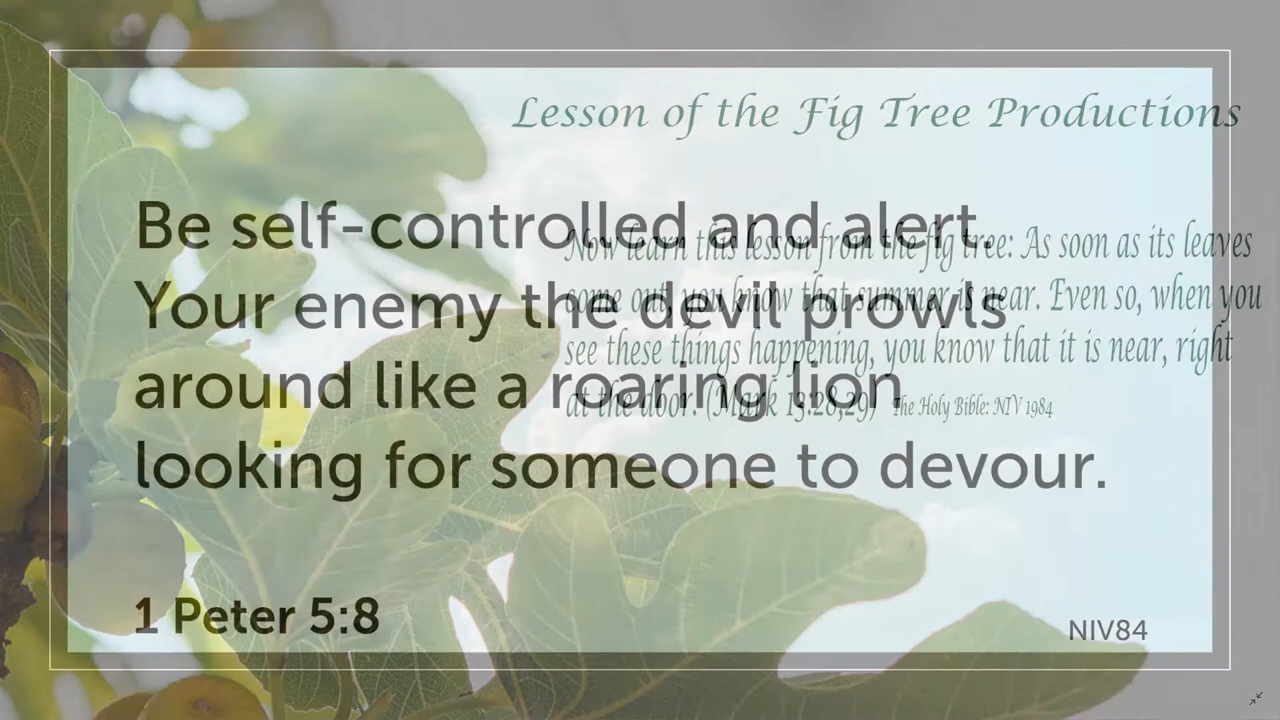 Lesson of the Fig Tree Productions
Be self-controlled and alert.
Your enemy the devil prowls
around like a roaring lion
looking for someone to devour.
1 Peter 5:8
NIV84
Now learn this lesson from the fig tree: As soon as its leaves
come out, you know that summer is near. Even so, when you
see these things happening, you know that it is near, right
at the door. (Mark 13:28,29) The Holy Bible: NIV 1984